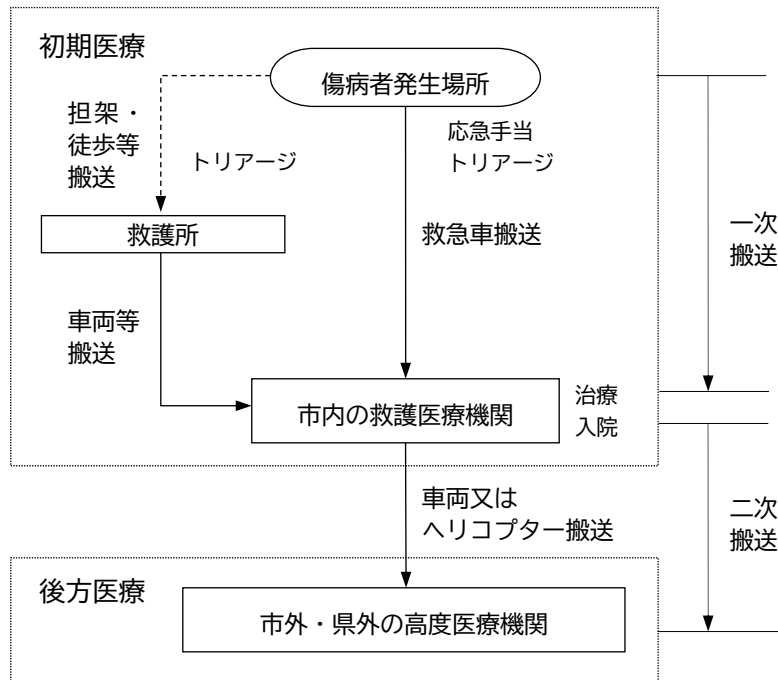 初期医療
傷病者発生場所
担架・
徒歩等
搬送
トリアージ
応急手当
トリアージ
救護所
救急車搬送
一次
搬送
車両等
搬送
市内の救護医療機関
治療
入院
車両又は
ヘリコプター搬送
二次
搬送
後方医療
市外・県外の高度医療機関